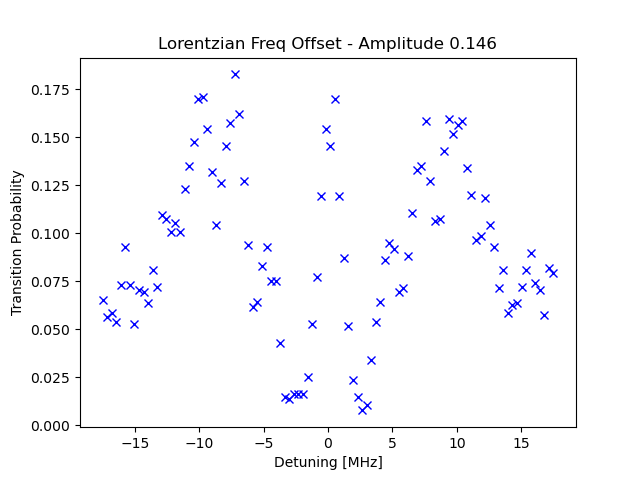 Lorentzian Freq Offset - Amplitude 0.146
Transition Probability
0.175
0.150
0.125
0.100
0.075
0.050
0.025
0.000
−15 −10 −5 0 5 10 15
Detuning [MHz]